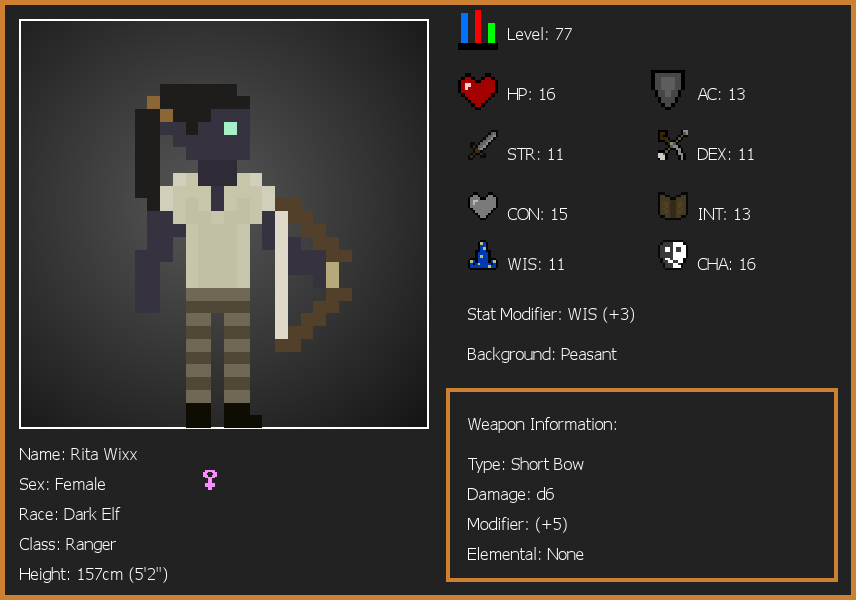 Level: 77
HP: 16
AC: 13
STR: 11
DEX: 11
CON: 15
INT: 13
WIS: 11
CHA: 16
Stat Modifier: WIS (+3)
Background: Peasant
Weapon Information:
Type: Short Bow
Damage: d6
Modifier: (+5)
Elemental: None
Name: Rita Wixx
Sex: Female
Race: Dark Elf
Class: Ranger
Height: 157cm (5'2")